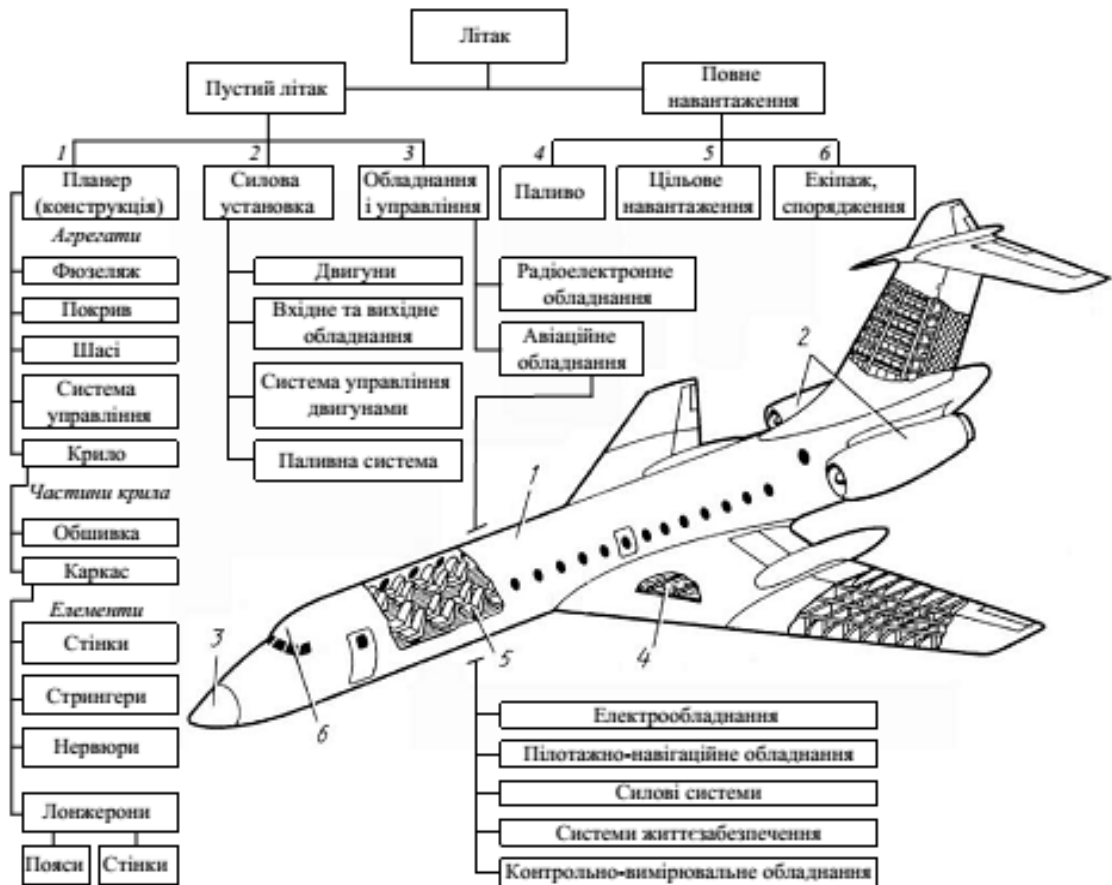 Літак
Пустий літак
Повне
навантаження
1
2
3
4
5
6
Планер
(конструкція)
Силова
установка
Обладнання
і управління
Паливо
Цільове
навантаження
Екіпаж,
спорядження
Агрегати
Фюзеляж
Покрив
Шасі
Система
управління
Крило
Частини крила
Обшивка
Каркас
Елементи
Стінки
Стрингери
Нервюри
Лонжерони
Пояси
Стінки
Двигуни
Вхідне та вихідне
обладнання
Система управління
двигунами
Паливна система
Радіоелектронне
обладнання
Авіаційне
обладнання
2
1
3
6
5
4
Електрообладнання
Пілотажно-навігаційне обладнання
Силові системи
Системи життєзабезпечення
Контрольно-вимірювальне обладнання